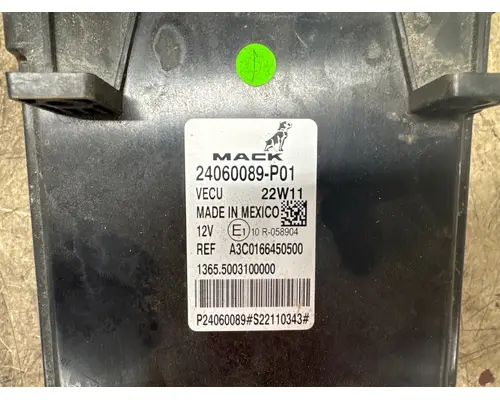 MACK
24060089-P01
VECU 22W11
MADE IN MEXICO
12V E1 10 R-058904
REF A3C0166450500
1365.5003100000
P24060089#S22110343#